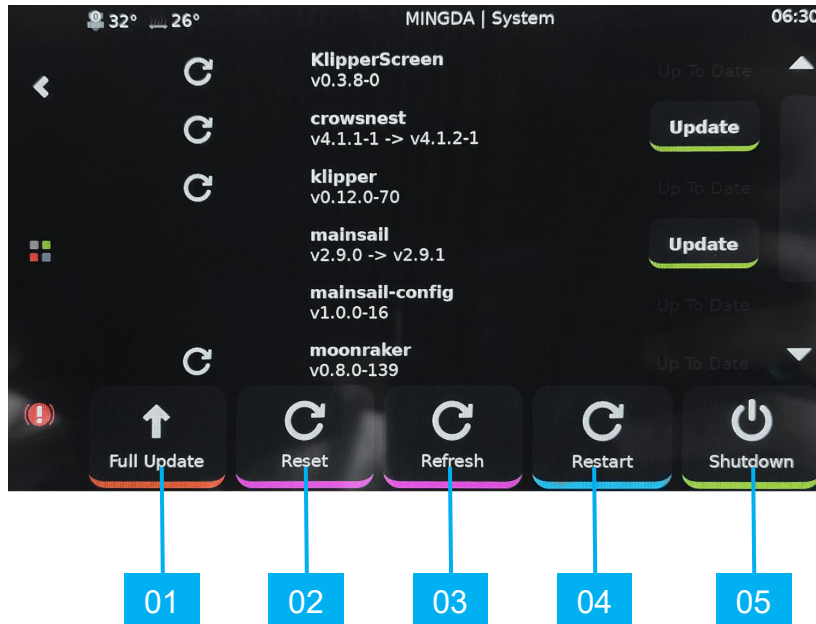 32° 26° MINGDA | System 06:30
KlipperScreen
v0.3.8-0
Up To Date
crowsnest
v4.1.1-1 -> v4.1.2-1
Update
klipper
v0.12.0-70
Up To Date
mainsail
v2.9.0 -> v2.9.1
Update
mainsail-config
v1.0.0-16
Up To Date
moonraker
v0.8.0-139
Up To Date
Full Update
Reset
Refresh
Restart
Shutdown
01
02
03
04
05